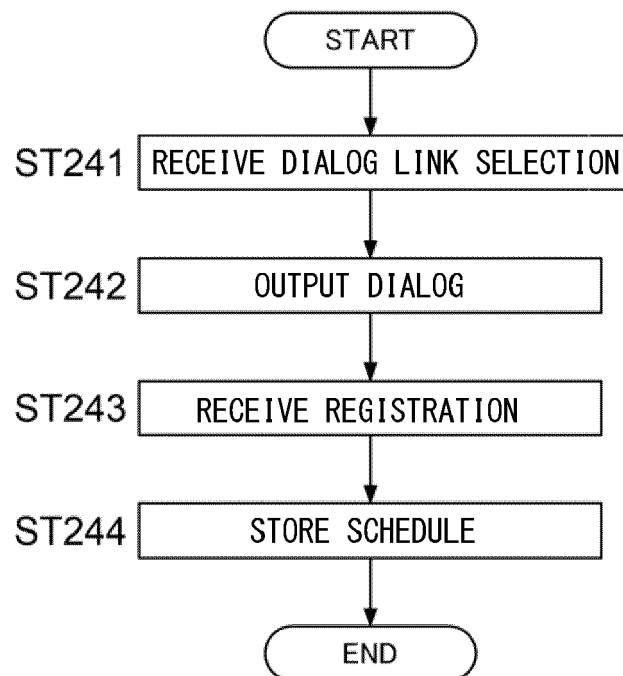 START
ST241 RECEIVE DIALOG LINK SELECTION
ST242 OUTPUT DIALOG
ST243 RECEIVE REGISTRATION
ST244 STORE SCHEDULE
END